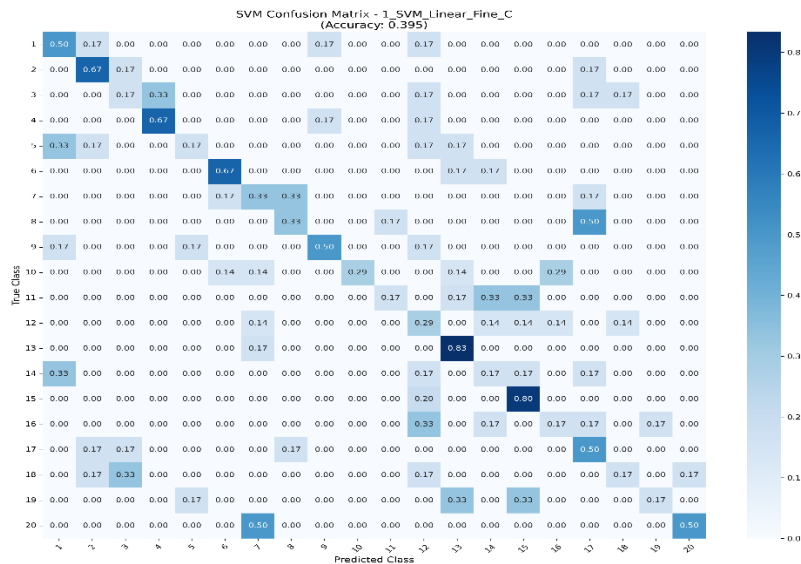 SVM Confusion Matrix - 1_SVM_Linear_Fine_C
(Accuracy: 0.395)
True Class
1 0.50 0.17 0.00 0.00 0.00 0.00 0.00 0.00 0.17 0.00 0.00 0.17 0.00 0.00 0.00 0.00 0.00 0.00 0.00 0.00
2 0.00 0.67 0.17 0.00 0.00 0.00 0.00 0.00 0.00 0.00 0.00 0.00 0.00 0.00 0.00 0.00 0.17 0.00 0.00 0.00
3 0.00 0.00 0.17 0.33 0.00 0.00 0.00 0.00 0.00 0.00 0.00 0.17 0.00 0.00 0.00 0.00 0.17 0.17 0.00 0.00
4 0.00 0.00 0.00 0.67 0.00 0.00 0.00 0.00 0.17 0.00 0.00 0.17 0.00 0.00 0.00 0.00 0.00 0.00 0.00 0.00
5 0.33 0.17 0.00 0.00 0.17 0.00 0.00 0.00 0.00 0.00 0.00 0.17 0.17 0.00 0.00 0.00 0.00 0.00 0.00 0.00
6 0.00 0.00 0.00 0.00 0.00 0.67 0.00 0.00 0.00 0.00 0.00 0.00 0.17 0.17 0.00 0.00 0.00 0.00 0.00 0.00
7 0.00 0.00 0.00 0.00 0.00 0.17 0.33 0.33 0.00 0.00 0.00 0.00 0.00 0.00 0.00 0.00 0.17 0.00 0.00 0.00
8 0.00 0.00 0.00 0.00 0.00 0.00 0.00 0.33 0.00 0.00 0.17 0.00 0.00 0.00 0.00 0.00 0.50 0.00 0.00 0.00
9 0.17 0.00 0.00 0.00 0.17 0.00 0.00 0.00 0.50 0.00 0.00 0.17 0.00 0.00 0.00 0.00 0.00 0.00 0.00 0.00
10 0.00 0.00 0.00 0.00 0.00 0.14 0.14 0.00 0.00 0.29 0.00 0.00 0.14 0.00 0.00 0.29 0.00 0.00 0.00 0.00
11 0.00 0.00 0.00 0.00 0.00 0.00 0.00 0.00 0.00 0.00 0.17 0.00 0.17 0.33 0.33 0.00 0.00 0.00 0.00 0.00
12 0.00 0.00 0.00 0.00 0.00 0.00 0.14 0.00 0.00 0.00 0.00 0.29 0.00 0.14 0.14 0.14 0.00 0.14 0.00 0.00
13 0.00 0.00 0.00 0.00 0.00 0.00 0.17 0.00 0.00 0.00 0.00 0.00 0.83 0.00 0.00 0.00 0.00 0.00 0.00 0.00
14 0.33 0.00 0.00 0.00 0.00 0.00 0.00 0.00 0.00 0.00 0.00 0.17 0.00 0.17 0.17 0.00 0.17 0.00 0.00 0.00
15 0.00 0.00 0.00 0.00 0.00 0.00 0.00 0.00 0.00 0.00 0.00 0.20 0.00 0.00 0.80 0.00 0.00 0.00 0.00 0.00
16 0.00 0.00 0.00 0.00 0.00 0.00 0.00 0.00 0.00 0.00 0.00 0.33 0.00 0.17 0.00 0.17 0.17 0.00 0.17 0.00
17 0.00 0.17 0.17 0.00 0.00 0.00 0.00 0.17 0.00 0.00 0.00 0.00 0.00 0.00 0.00 0.00 0.50 0.00 0.00 0.00
18 0.00 0.17 0.33 0.00 0.00 0.00 0.00 0.00 0.00 0.00 0.00 0.17 0.00 0.00 0.00 0.00 0.00 0.17 0.00 0.17
19 0.00 0.00 0.00 0.00 0.17 0.00 0.00 0.00 0.00 0.00 0.00 0.00 0.33 0.00 0.33 0.00 0.00 0.00 0.17 0.00
20 0.00 0.00 0.00 0.00 0.00 0.00 0.50 0.00 0.00 0.00 0.00 0.00 0.00 0.00 0.00 0.00 0.00 0.00 0.00 0.50
1 2 3 4 5 6 7 8 9 10 11 12 13 14 15 16 17 18 19 20
Predicted Class
0.8
0.7
0.6
0.5
0.4
0.3
0.2
0.1
0.0